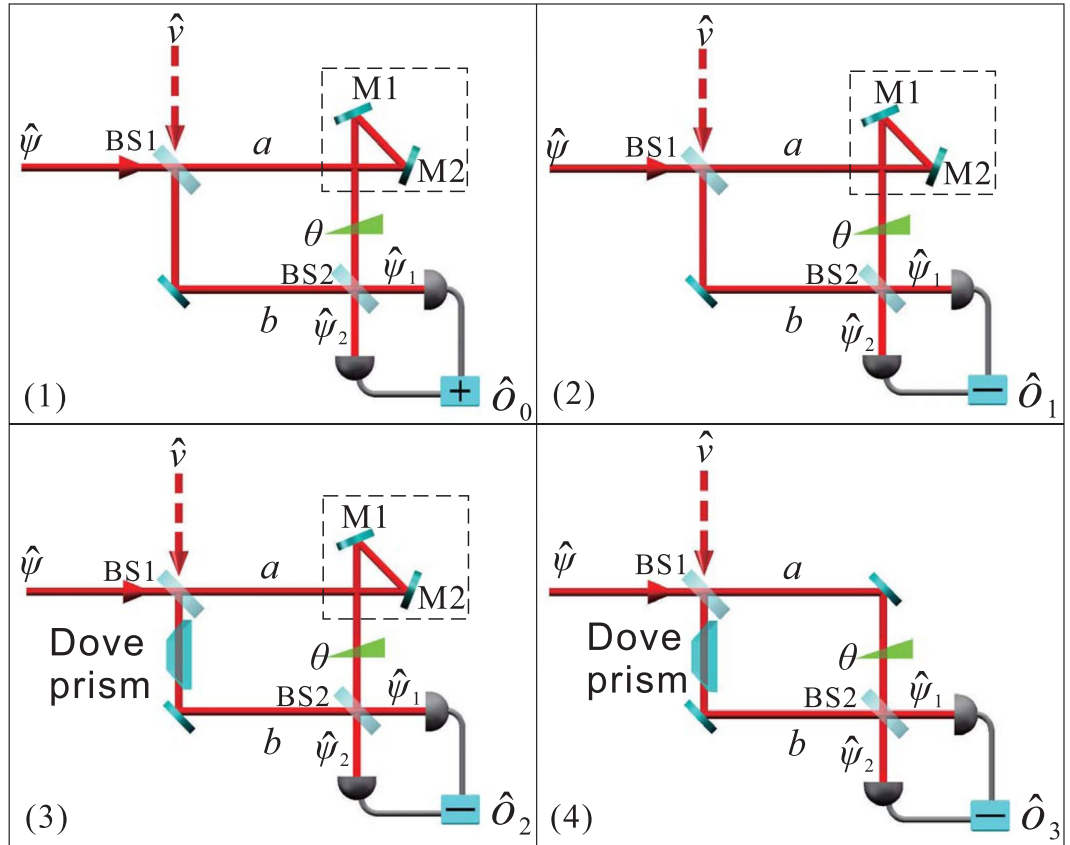 ν̂
M1
ψ̂ BS1 a
M2
θ
BS2 ψ̂₁
b ψ̂₂
+
(1) Ô₀
ν̂
M1
ψ̂ BS1 a
M2
θ
BS2 ψ̂₁
b ψ̂₂
−
(2) Ô₁
ν̂
M1
ψ̂ BS1 a
M2
Dove
prism
θ
BS2 ψ̂₁
b ψ̂₂
−
(3) Ô₂
ν̂
ψ̂ BS1 a
Dove
prism
θ
BS2 ψ̂₁
b ψ̂₂
−
(4) Ô₃